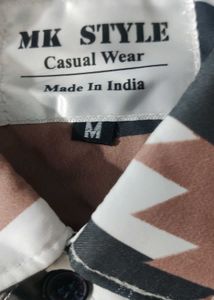 MK STYLE
Casual Wear
Made In India
M